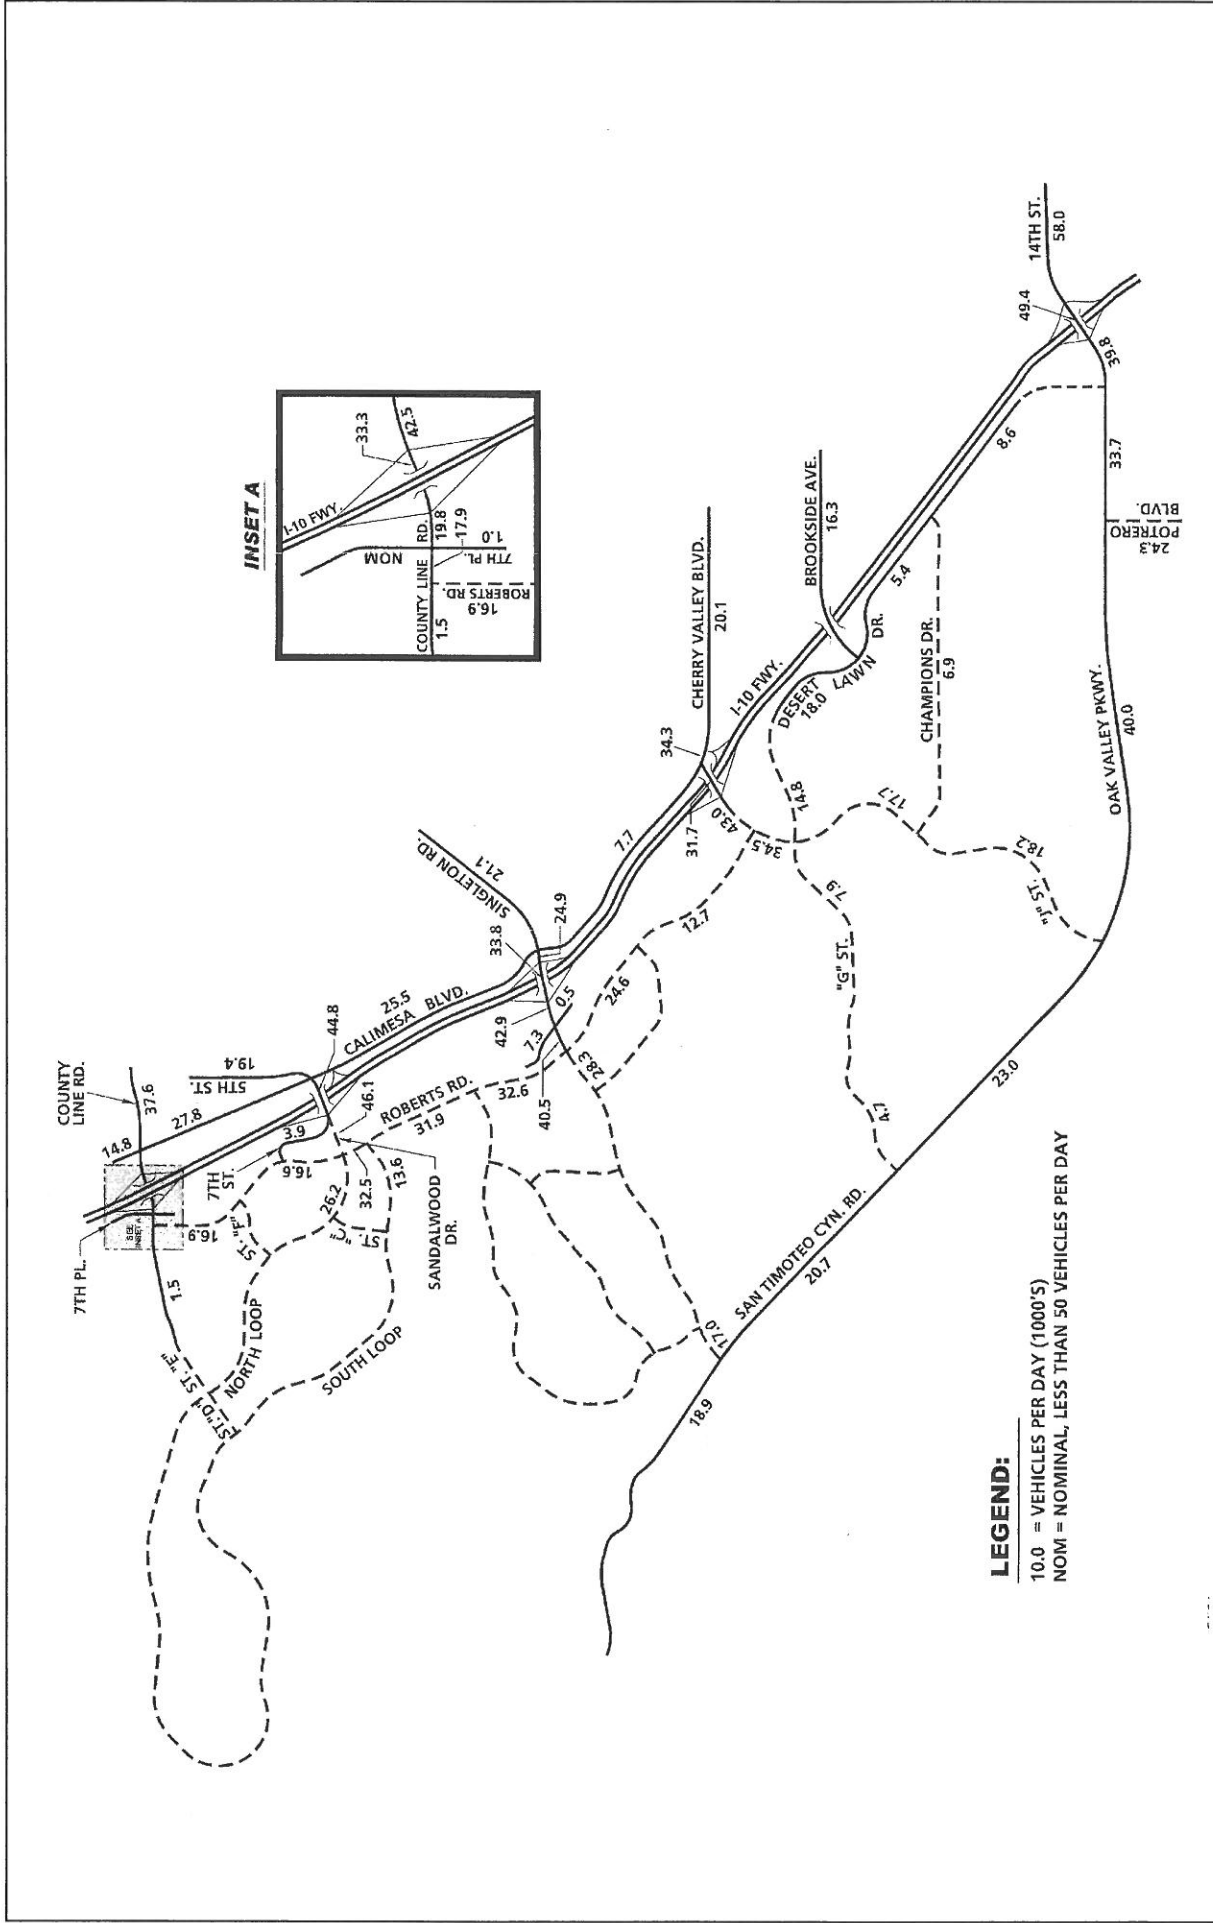 INSET A
I-10 FWY.
33.3
42.5
NOM
COUNTY LINE RD.
19.8
17.9
7TH PL.
1.0
ROBERTS RD.
16.9
1.5
COUNTY
LINE RD.
37.6
14.8
27.8
5TH ST.
19.4
7TH PL.
SEE
INSET A
16.9
1.5
7TH
ST.
3.9
16.6
44.8
46.1
CALIMESA BLVD.
25.5
ST. "F"
26.2
32.5
13.6
ST. "C"
SANDALWOOD
DR.
ROBERTS RD.
31.9
32.6
ST. "E"
ST. "D"
NORTH LOOP
SOUTH LOOP
SINGLETON RD.
21.1
33.8
24.9
42.9
0.5
7.3
40.5
28.3
24.6
12.7
7.7
CHERRY VALLEY BLVD.
20.1
34.3
31.7
43.0
34.5
I-10 FWY.
BROOKSIDE AVE.
16.3
DESERT LAWN DR.
18.0
14.8
5.4
8.6
CHAMPIONS DR.
6.9
17.7
18.2
"J" ST.
7.9
"G" ST.
4.7
14TH ST.
58.0
49.4
39.8
33.7
POTRERO
BLVD.
24.3
OAK VALLEY PKWY.
40.0
23.0
SAN TIMOTEO CYN. RD.
20.7
17.0
18.9
LEGEND:
10.0 = VEHICLES PER DAY (1000'S)
NOM = NOMINAL, LESS THAN 50 VEHICLES PER DAY